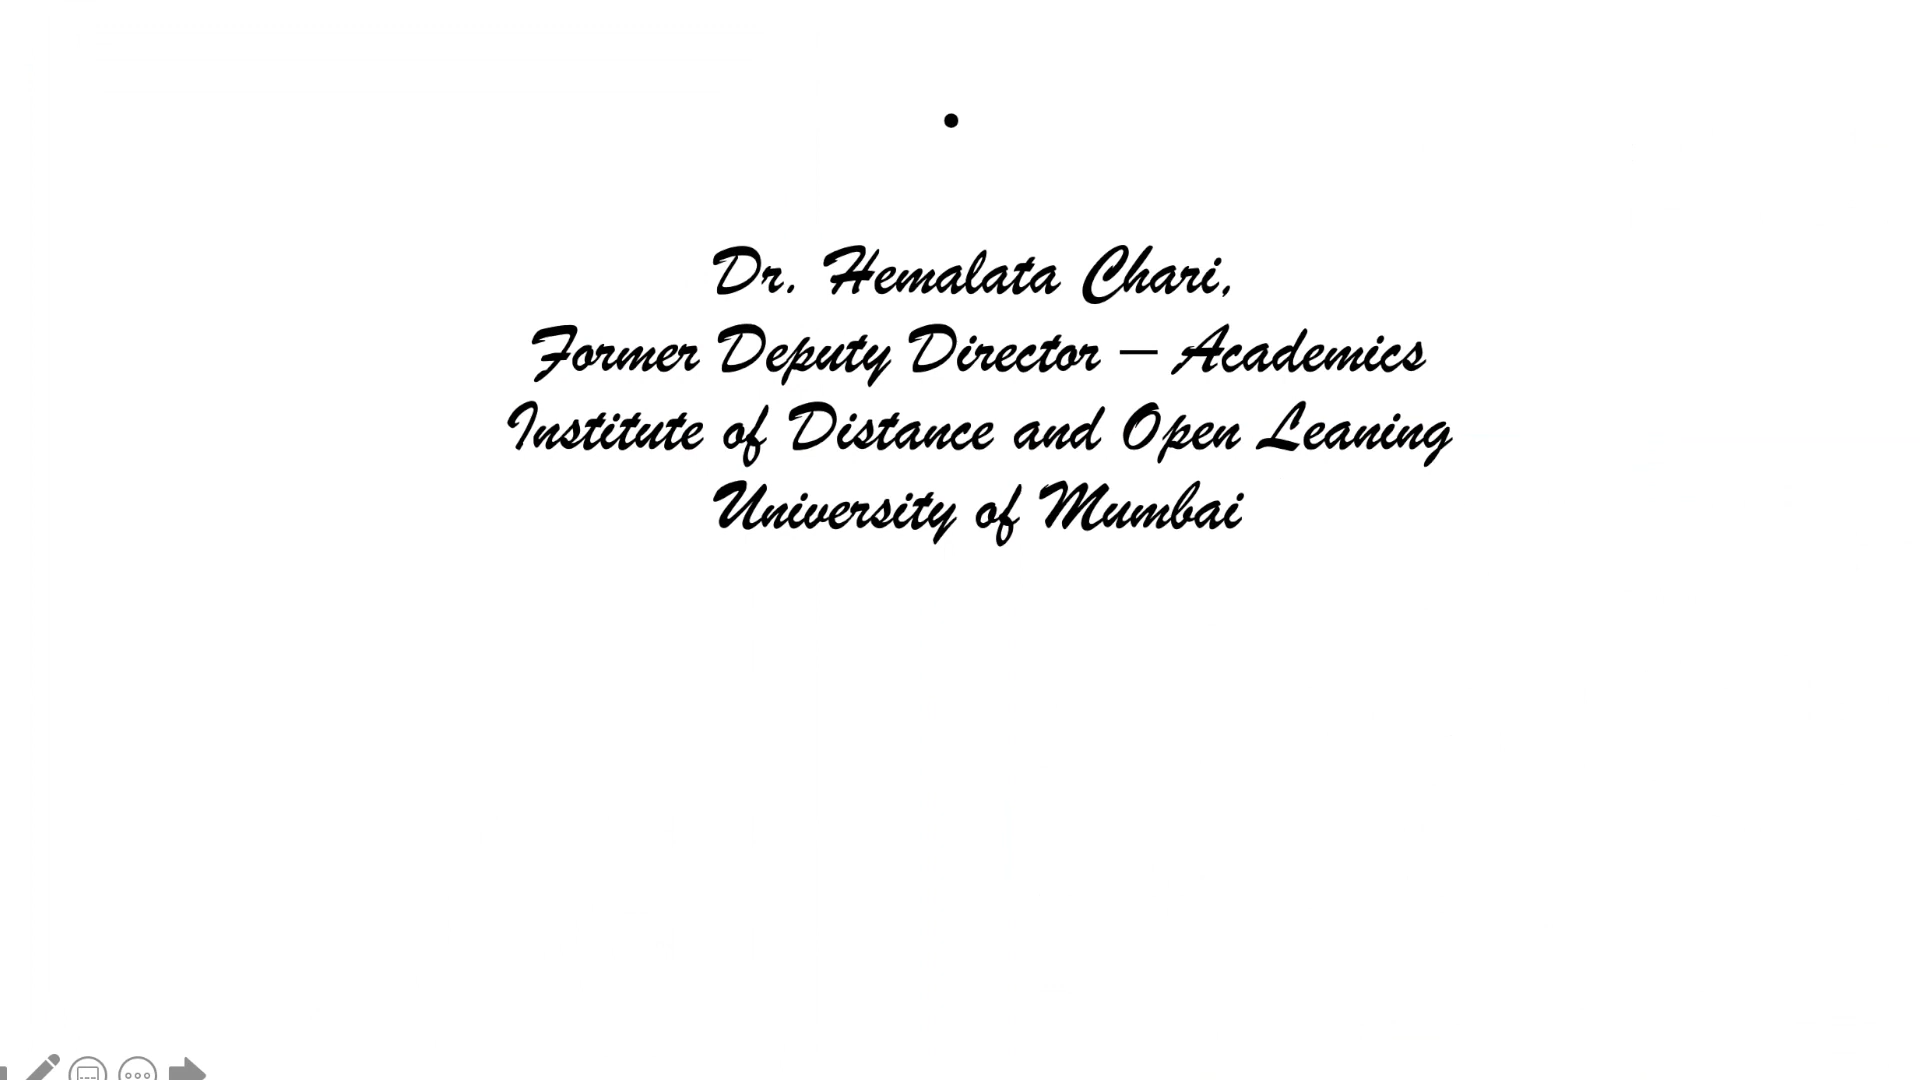 •
Dr. Hemalata Chari,
Former Deputy Director – Academics
Institute of Distance and Open Leaning
University of Mumbai